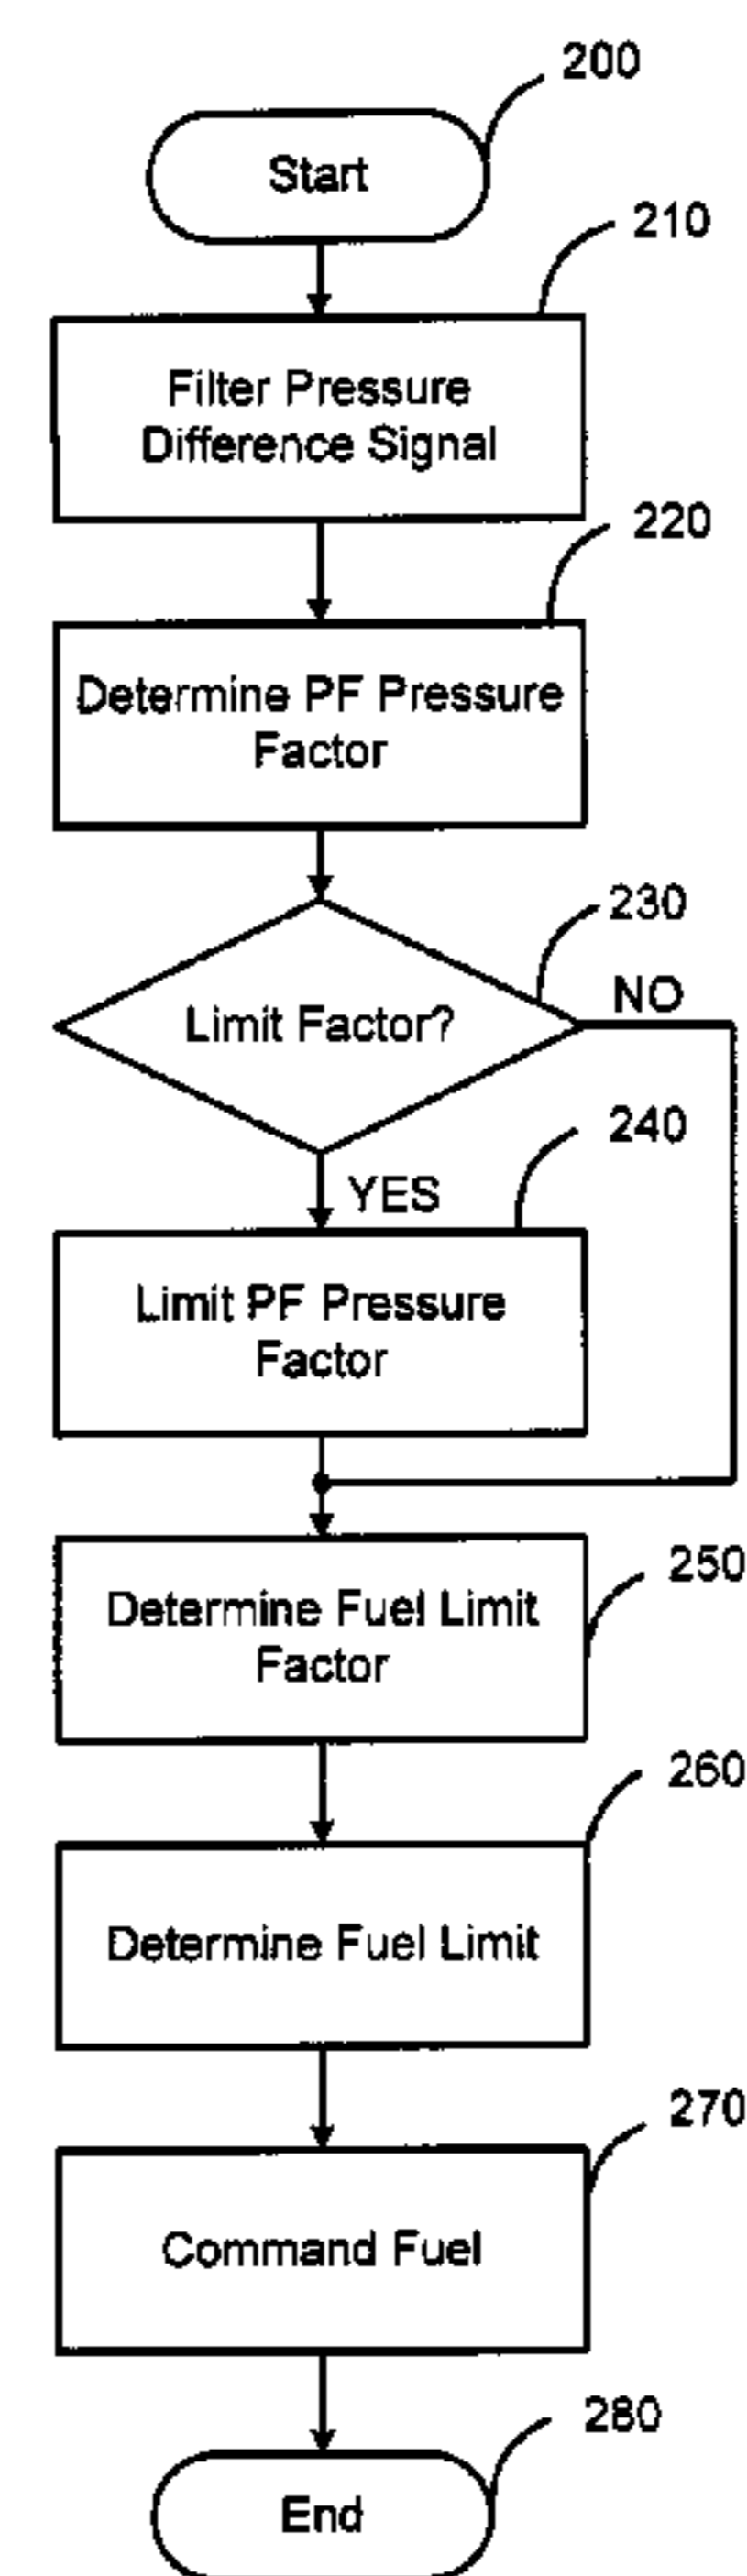 200
Start
210
Filter Pressure
Difference Signal
220
Determine PF Pressure
Factor
230
Limit Factor?
NO
240
YES
Limit PF Pressure
Factor
250
Determine Fuel Limit
Factor
260
Determine Fuel Limit
270
Command Fuel
280
End